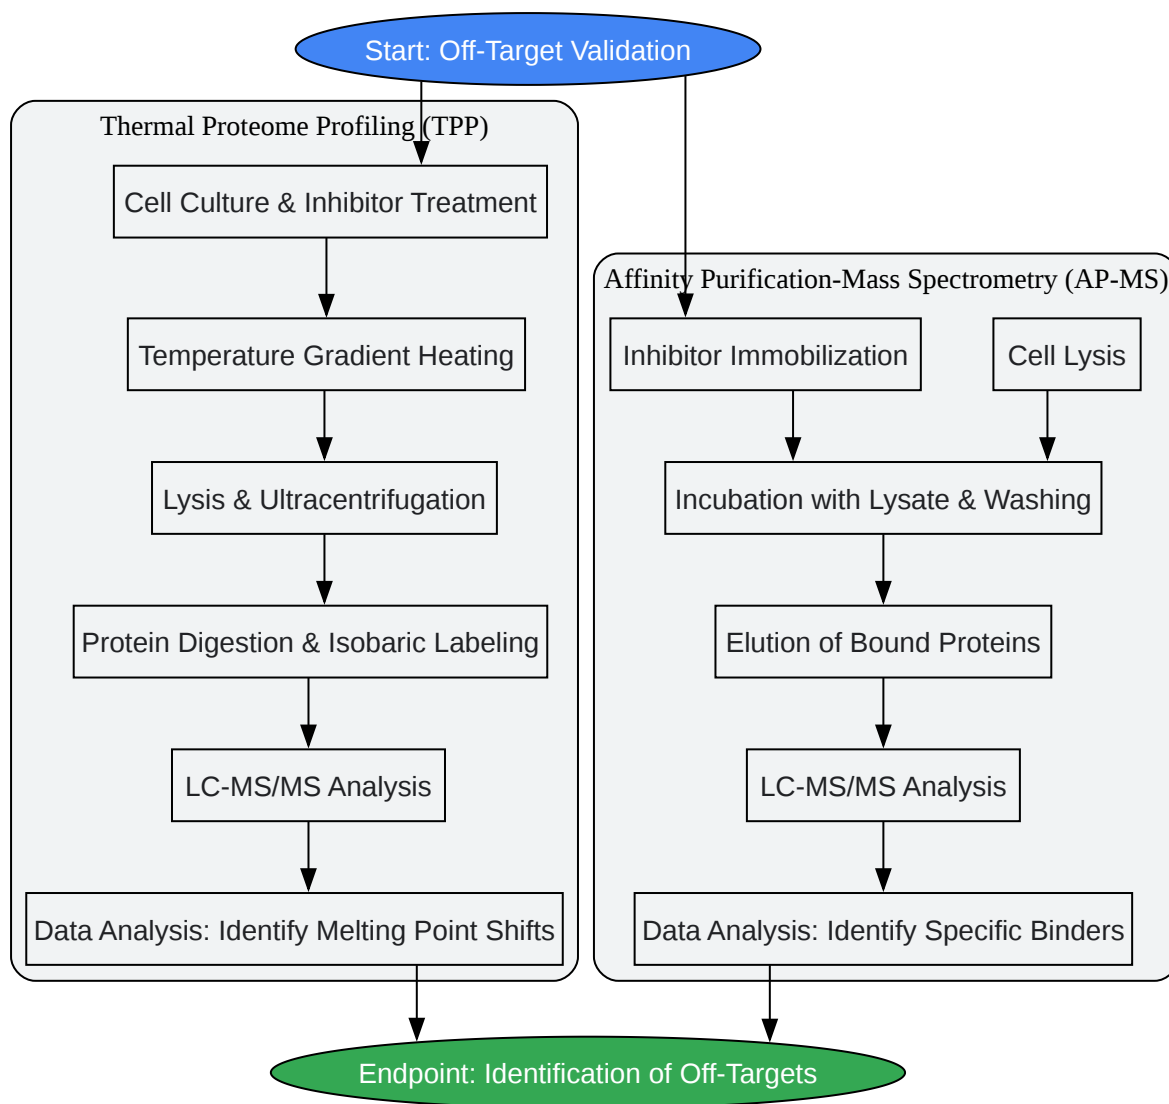 Start: Off-Target Validation
Thermal Proteome Profiling (TPP)
Cell Culture & Inhibitor Treatment
Temperature Gradient Heating
Lysis & Ultracentrifugation
Protein Digestion & Isobaric Labeling
LC-MS/MS Analysis
Data Analysis: Identify Melting Point Shifts
Affinity Purification-Mass Spectrometry (AP-MS)
Inhibitor Immobilization
Cell Lysis
Incubation with Lysate & Washing
Elution of Bound Proteins
LC-MS/MS Analysis
Data Analysis: Identify Specific Binders
Endpoint: Identification of Off-Targets